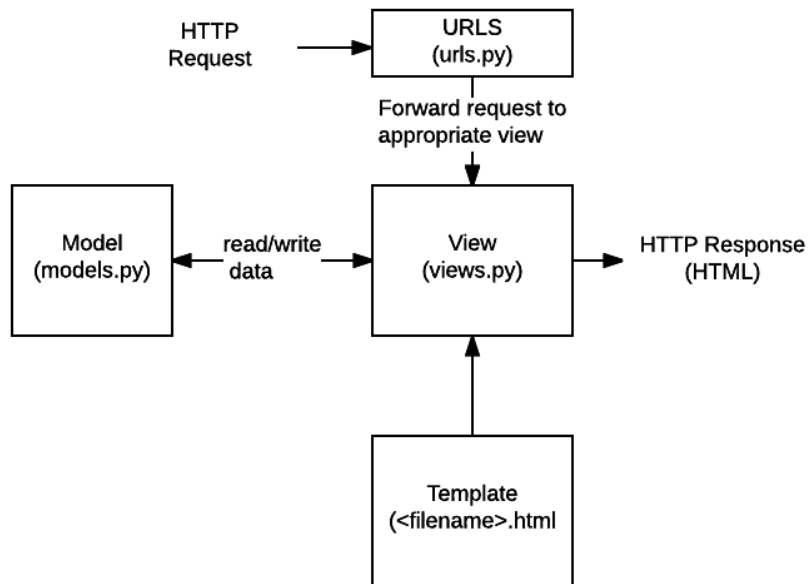 HTTP
Request
URLS
(urls.py)
Forward request to
appropriate view
Model
(models.py)
read/write
data
View
(views.py)
HTTP Response
(HTML)
Template
(<filename>.html